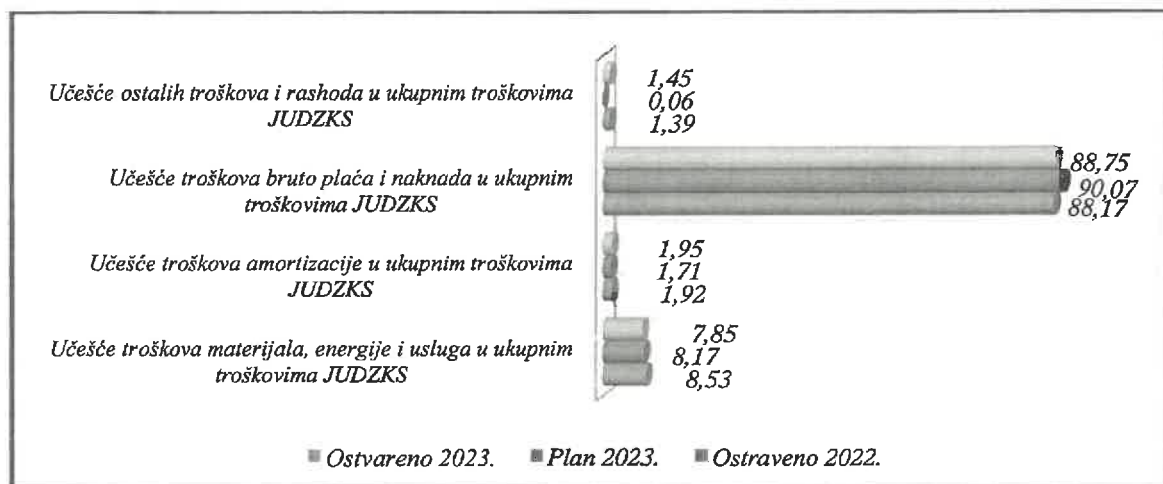 Učešće ostalih troškova i rashoda u ukupnim troškovima
JUDZKS
1,45
0,06
1,39
Učešće troškova bruto plaća i naknada u ukupnim
troškovima JUDZKS
88,75
90,07
88,17
Učešće troškova amortizacije u ukupnim troškovima
JUDZKS
1,95
1,71
1,92
Učešće troškova materijala, energije i usluga u ukupnim
troškovima JUDZKS
7,85
8,17
8,53
Ostvareno 2023. Plan 2023. Ostraveno 2022.